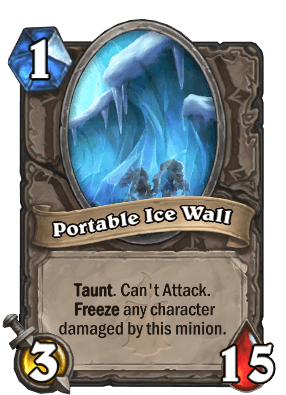 1
Portable Ice Wall
Taunt. Can't Attack.
Freeze any character
damaged by this minion.
3
15